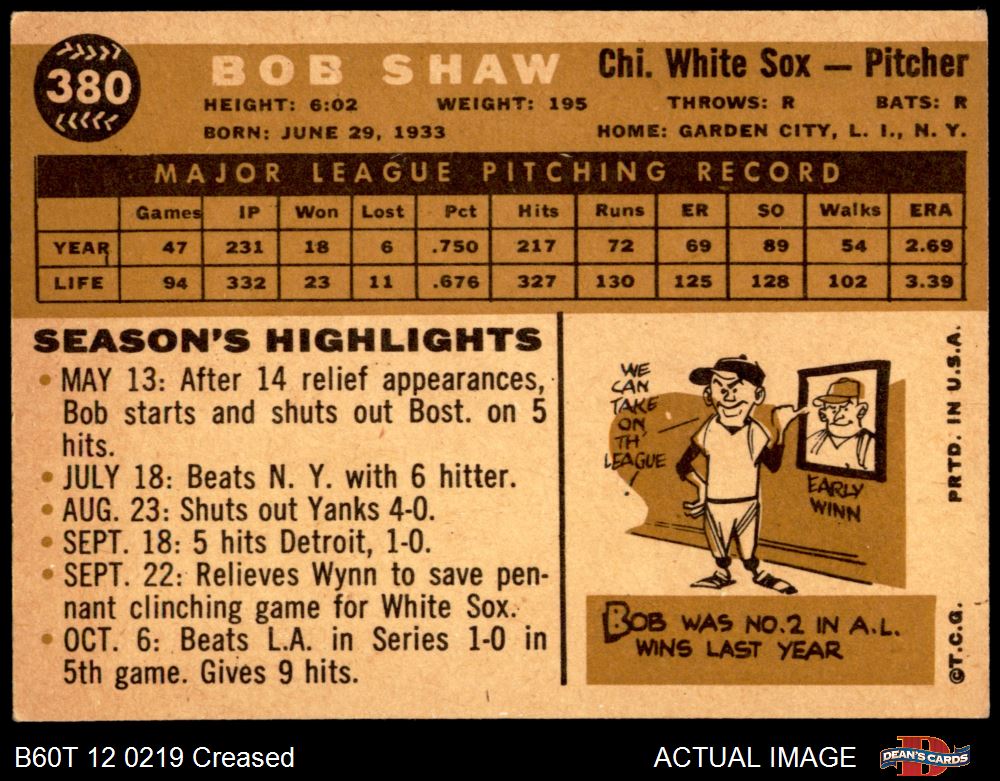 380
BOB SHAW
Chi. White Sox — Pitcher
HEIGHT: 6:02 WEIGHT: 195 THROWS: R BATS: R
BORN: JUNE 29, 1933 HOME: GARDEN CITY, L. I., N. Y.
MAJOR LEAGUE PITCHING RECORD
Games IP Won Lost Pct Hits Runs ER SO Walks ERA
YEAR 47 231 18 6 .750 217 72 69 89 54 2.69
LIFE 94 332 23 11 .676 327 130 125 128 102 3.39
SEASON'S HIGHLIGHTS
• MAY 13: After 14 relief appearances,
Bob starts and shuts out Bost. on 5
hits.
• JULY 18: Beats N. Y. with 6 hitter.
• AUG. 23: Shuts out Yanks 4-0.
• SEPT. 18: 5 hits Detroit, 1-0.
• SEPT. 22: Relieves Wynn to save pen-
nant clinching game for White Sox.
• OCT. 6: Beats L.A. in Series 1-0 in
5th game. Gives 9 hits.
WE
CAN
TAKE
ON
TH'
LEAGUE
EARLY
WINN
BOB WAS NO.2 IN A.L.
WINS LAST YEAR
PRTD. IN U.S.A.
©T.C.G.
B60T 12 0219 Creased
ACTUAL IMAGE
DEAN'S CARDS